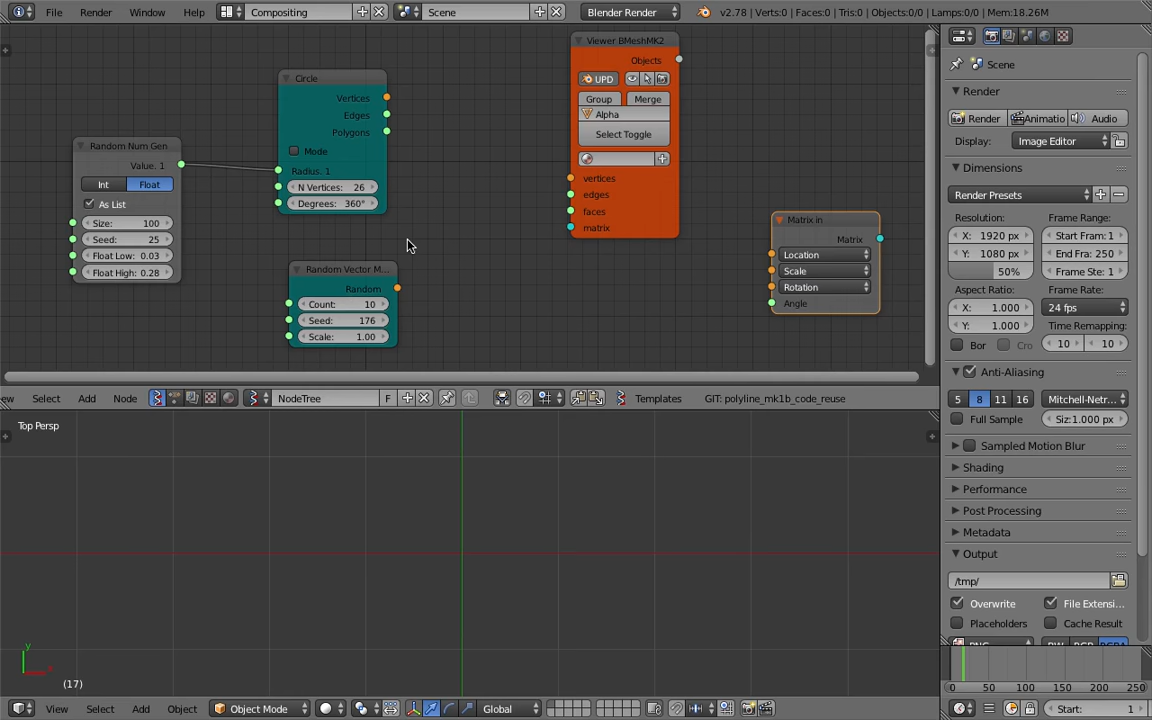 File Render Window Help Compositing Scene Blender Render v2.78 | Verts:0 | Faces:0 | Tris:0 | Objects:0/0 | Lamps:0/0 | Mem:18.26M
Random Num Gen
Value. 1
Int Float
As List
Size: 100
Seed: 25
Float Low: 0.03
Float High: 0.28
Circle
Vertices
Edges
Polygons
Mode
Radius. 1
N Vertices: 26
Degrees: 360°
Random Vector M...
Random
Count: 10
Seed: 176
Scale: 1.00
Viewer BMeshMK2
Objects
UPD
Group Merge
Alpha
Select Toggle
vertices
edges
faces
matrix
Matrix in
Matrix
Location
Scale
Rotation
Angle
ew Select Add Node NodeTree F Templates GIT: polyline_mk1b_code_reuse
Top Persp
y
x
(17)
View Select Add Object Object Mode Global
Scene
Render
Render Animatio Audio
Display: Image Editor
Dimensions
Render Presets
Resolution: Frame Range:
X: 1920 px Start Fram: 1
Y: 1080 px End Fra: 250
50% Frame Ste: 1
Aspect Ratio: Frame Rate:
X: 1.000 24 fps
Y: 1.000 Time Remapping:
Bor Cro 10 10
Anti-Aliasing
5 8 11 16 Mitchell-Netr...
Full Sample Siz:1.000 px
Sampled Motion Blur
Shading
Performance
Post Processing
Metadata
Output
/tmp/
Overwrite File Extensi...
Placeholders Cache Result
0 50 100 150 200 250
Start: 1